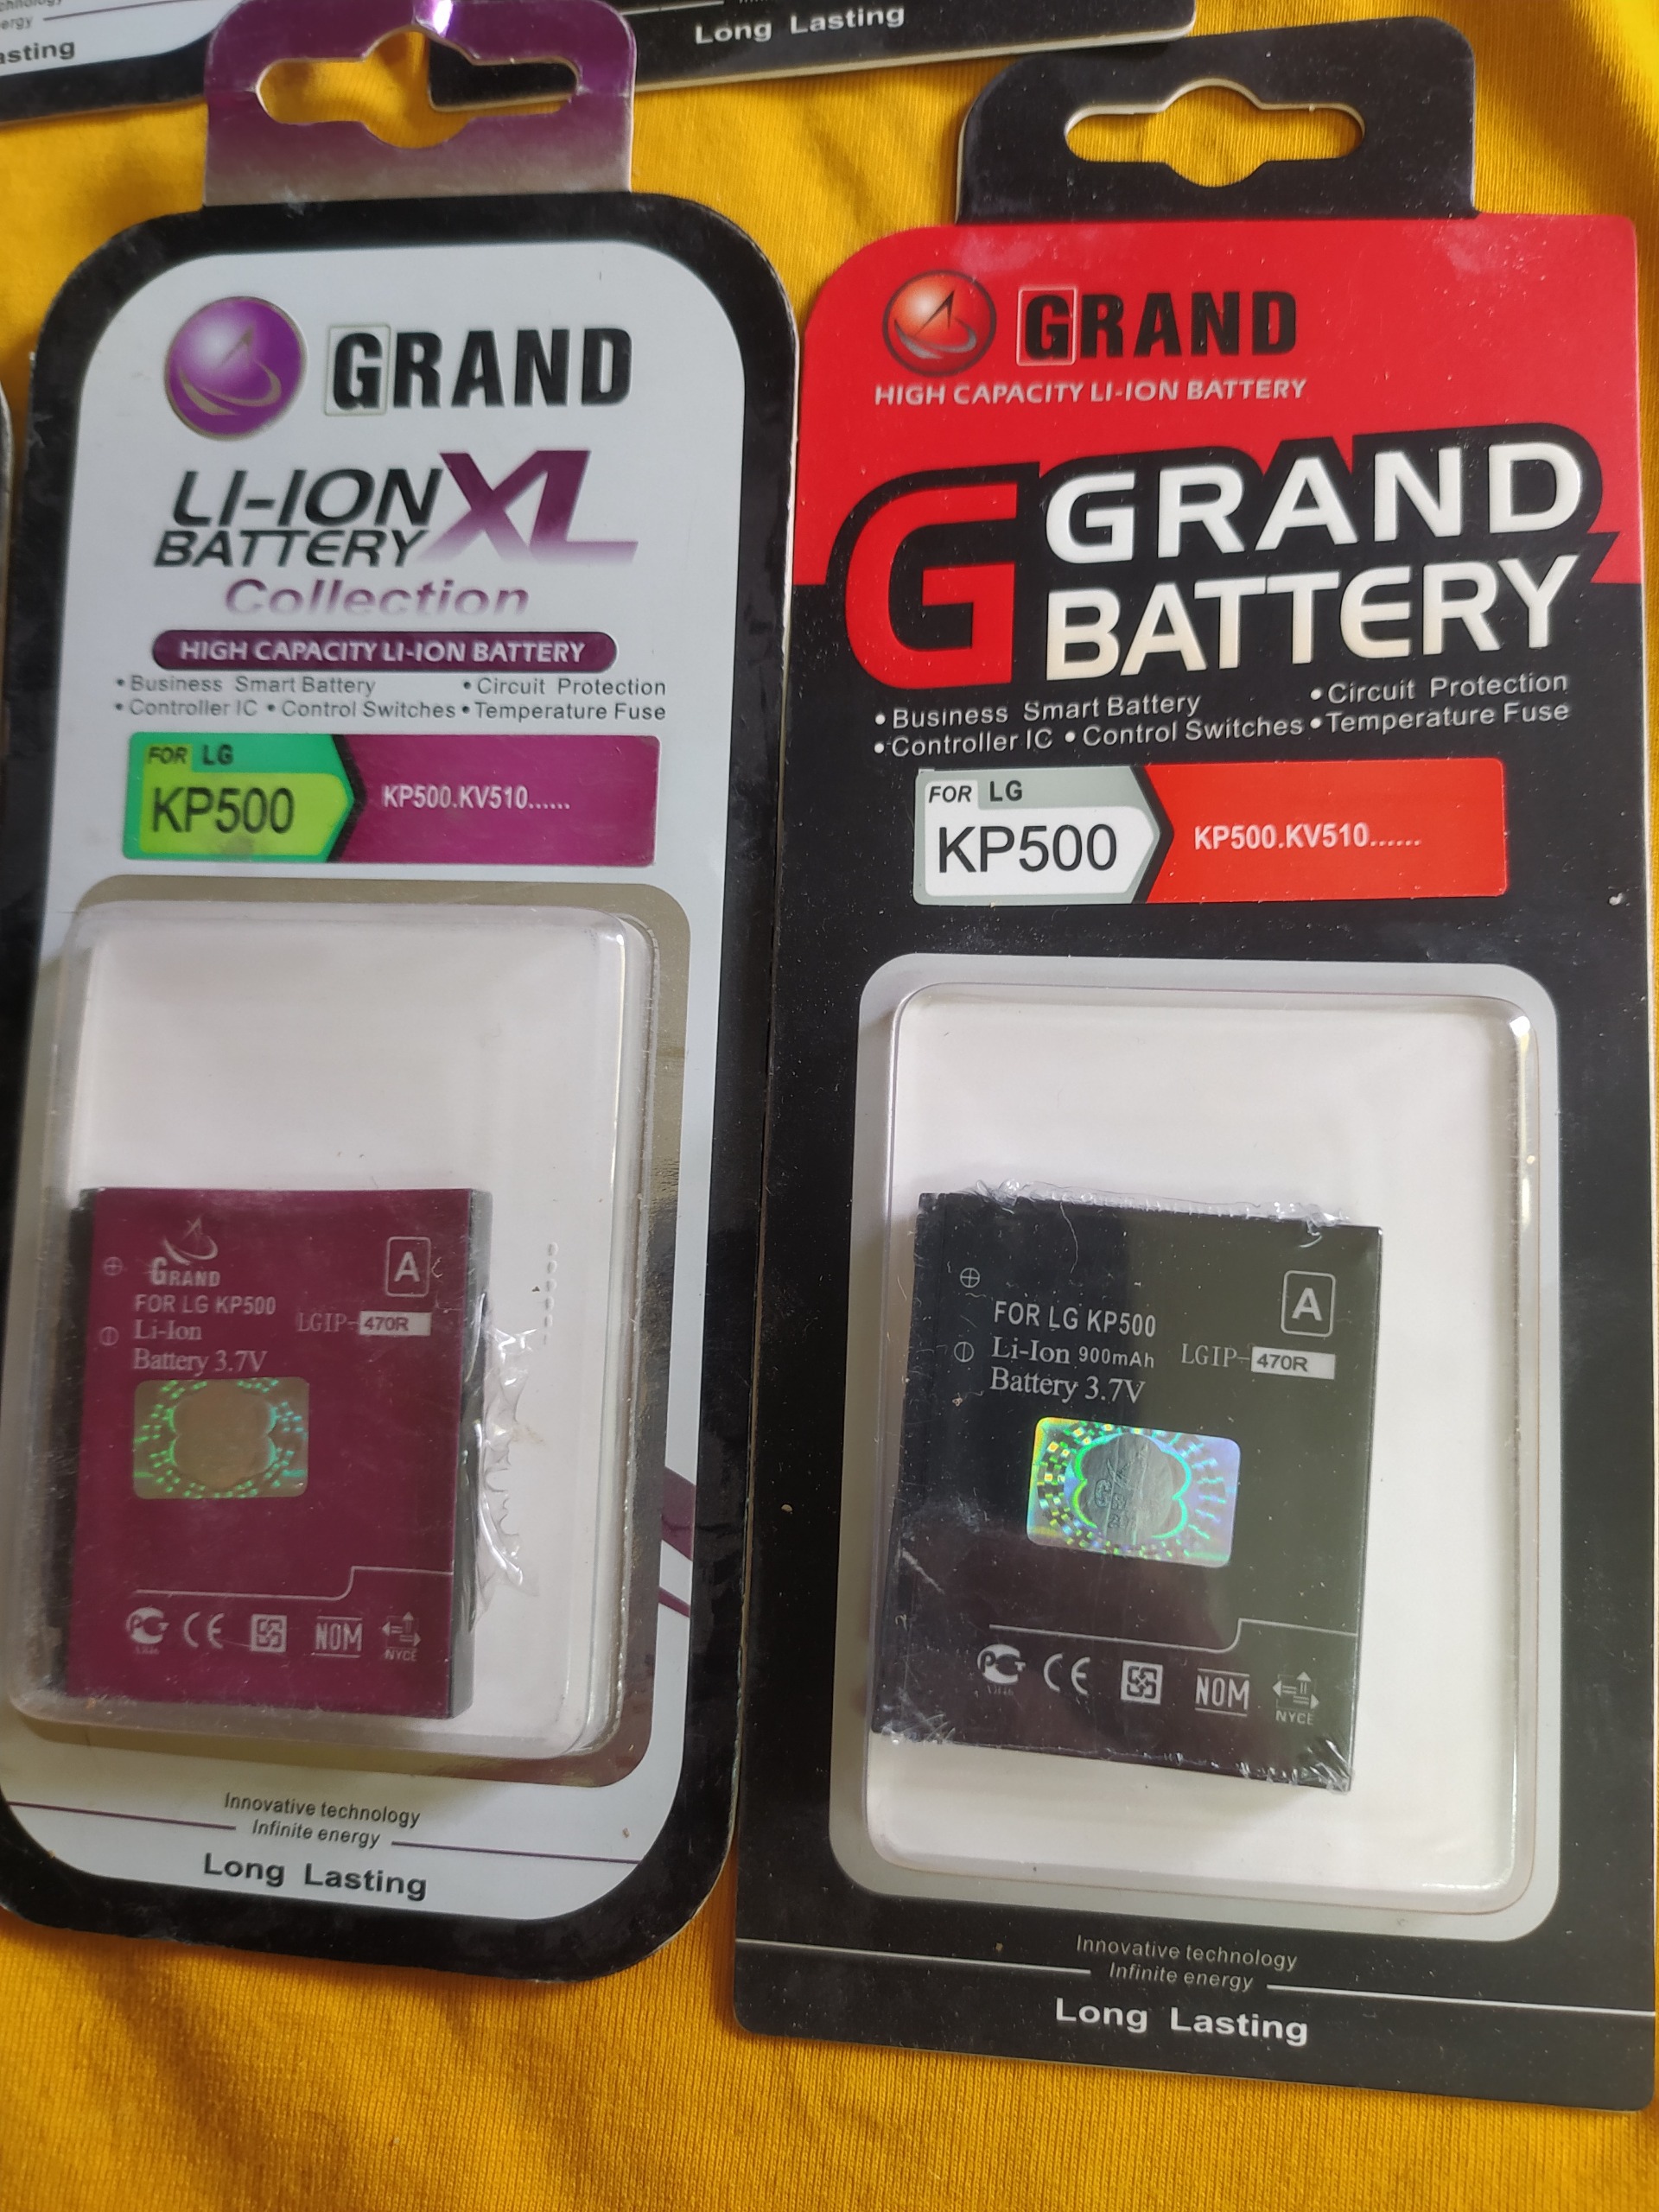 asting
Long Lasting
GRAND
LI-ION
BATTERY XL
Collection
HIGH CAPACITY LI-ION BATTERY
• Business Smart Battery • Circuit Protection
• Controller IC • Control Switches • Temperature Fuse
FOR LG
KP500
KP500.KV510......
GRAND
A
FOR LG KP500
Li-Ion
LGIP-470R
Battery 3.7V
CE
NOM
NYCE
Innovative technology
Infinite energy
Long Lasting
GRAND
HIGH CAPACITY LI-ION BATTERY
G GRAND
BATTERY
• Business Smart Battery • Circuit Protection
• Controller IC • Control Switches • Temperature Fuse
FOR LG
KP500
KP500.KV510......
A
FOR LG KP500
Li-Ion 900mAh LGIP-470R
Battery 3.7V
CE
NOM
NYCE
Innovative technology
Infinite energy
Long Lasting